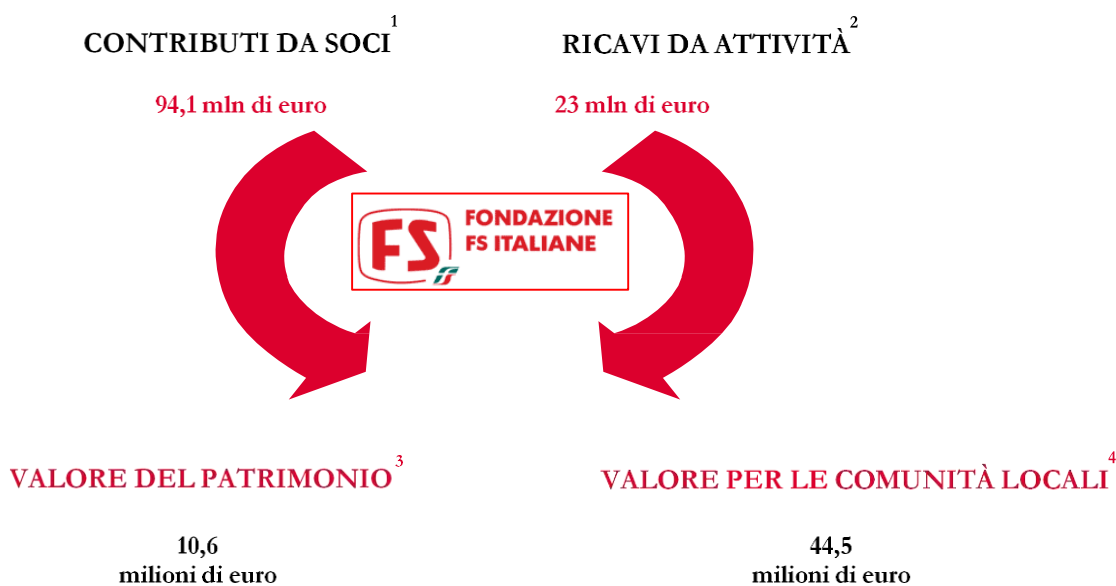 CONTRIBUTI DA SOCI1
RICAVI DA ATTIVITÀ2
94,1 mln di euro
23 mln di euro
FS
FONDAZIONE
FS ITALIANE
VALORE DEL PATRIMONIO3
VALORE PER LE COMUNITÀ LOCALI4
10,6
milioni di euro
44,5
milioni di euro